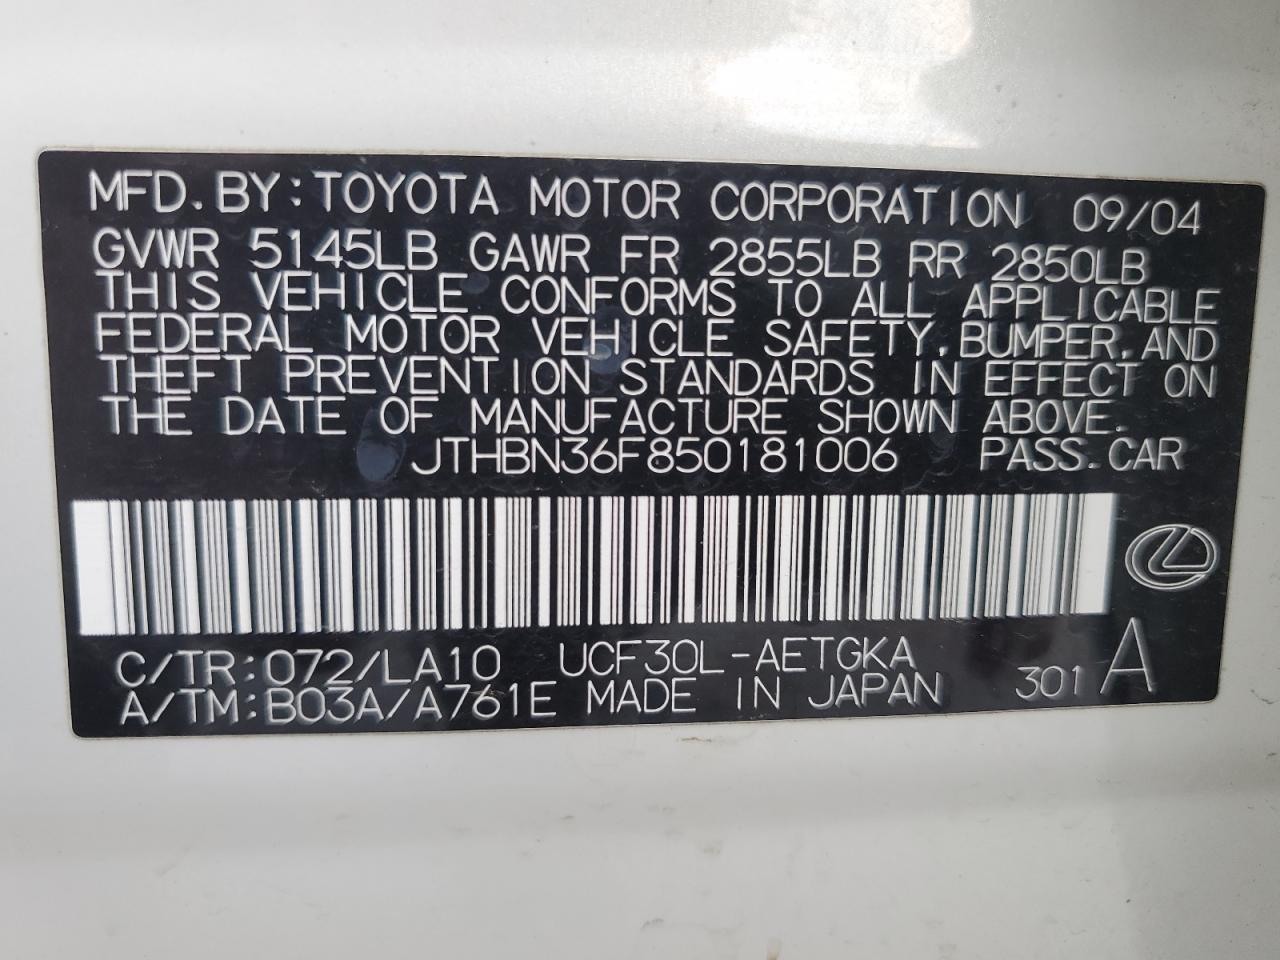 MFD. BY: TOYOTA MOTOR CORPORATION 09/04
GVWR 5145LB GAWR FR 2855LB RR 2850LB
THIS VEHICLE CONFORMS TO ALL APPLICABLE
FEDERAL MOTOR VEHICLE SAFETY, BUMPER, AND
THEFT PREVENTION STANDARDS IN EFFECT ON
THE DATE OF MANUFACTURE SHOWN ABOVE.
JTHBN36F850181006 PASS. CAR
C/TR: 072/LA10 UCF30L-AETGKA
A/TM: B03A/A761E MADE IN JAPAN 301 A